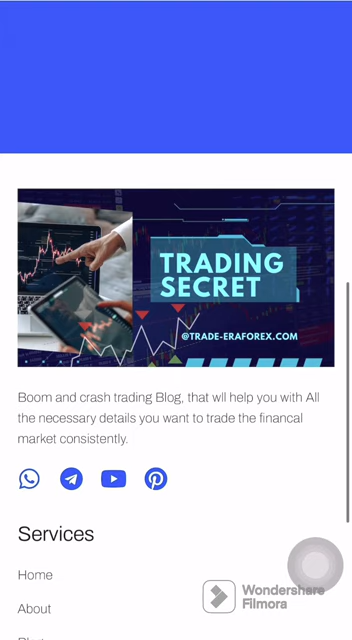 TRADING
SECRET
@TRADE-ERAFOREX.COM
Boom and crash trading Blog, that wll help you with All
the necessary details you want to trade the financal
market consistently.
Services
Home
About
Wondershare
Filmora